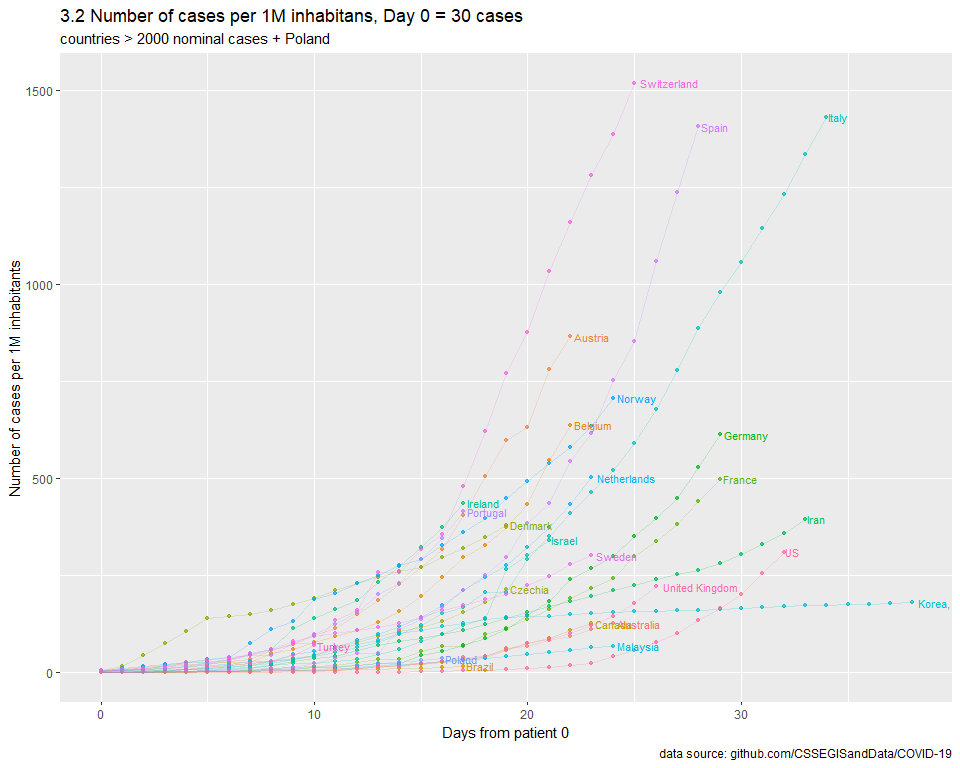 3.2 Number of cases per 1M inhabitans, Day 0 = 30 cases
countries > 2000 nominal cases + Poland
Number of cases per 1M inhabitants
1500
1000
500
0
Switzerland
Italy
Spain
Austria
Norway
Belgium
Germany
Netherlands
France
Ireland
Portugal
Iran
Denmark
Israel
US
Sweden
United Kingdom
Czechia
Korea,
Canada
Australia
Turkey
Malaysia
Poland
Brazil
0 10 20 30
Days from patient 0
data source: github.com/CSSEGISandData/COVID-19